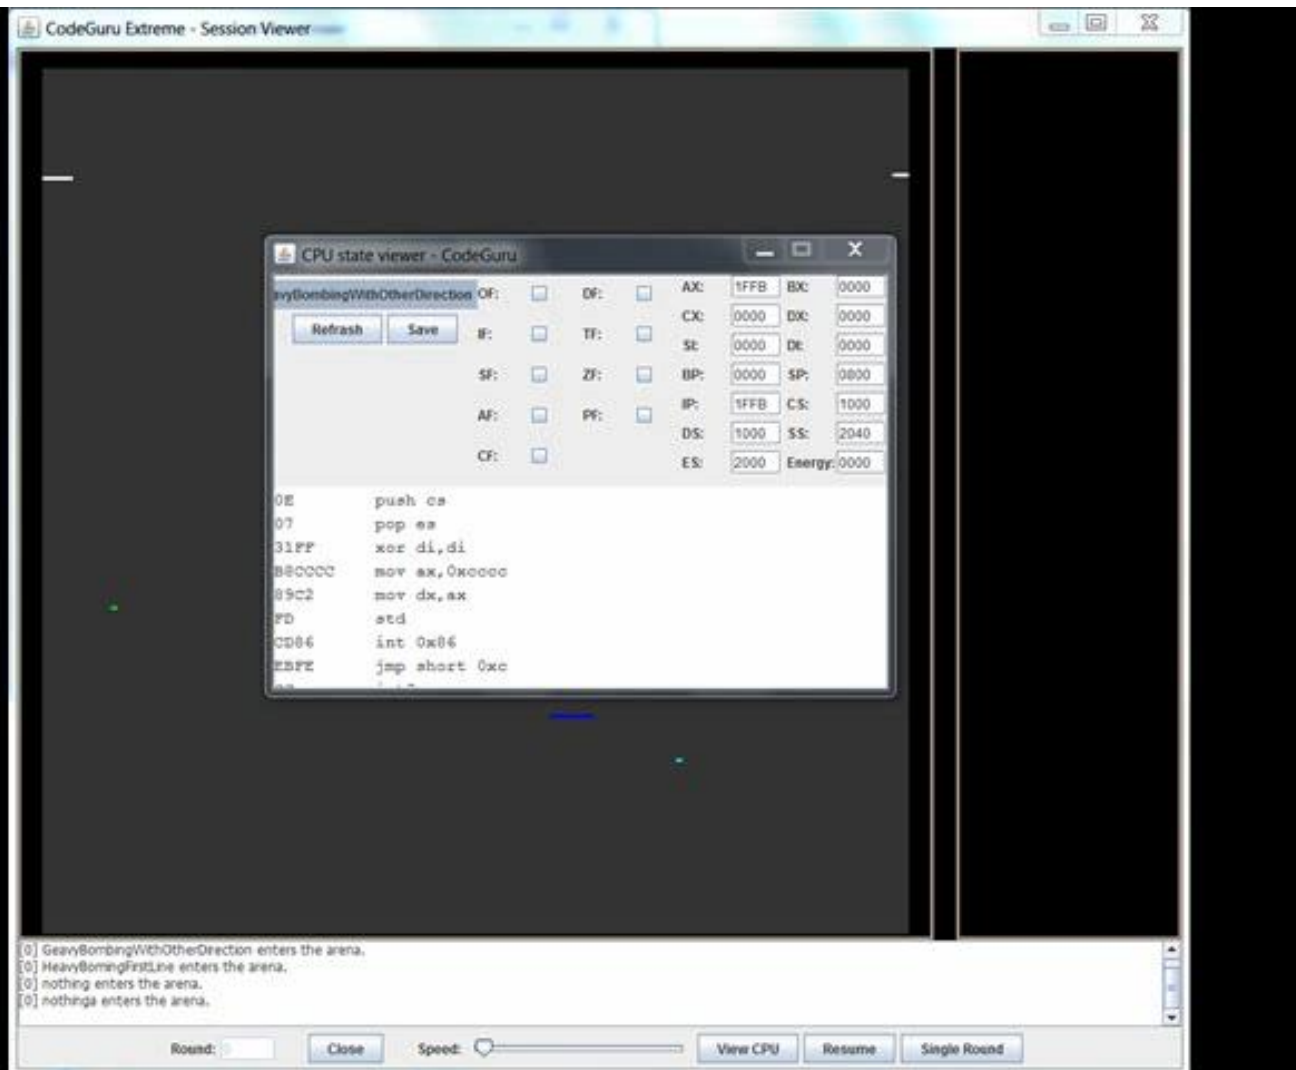 CodeGuru Extreme - Session Viewer
CPU state viewer - CodeGuru
avyBombingWithOtherDirection OF: DF: AX: 1FFB BX: 0000
Refrash Save IF: TF: CX: 0000 DX: 0000
SI: 0000 DI: 0000
SF: ZF: BP: 0000 SP: 0800
AF: PF: IP: 1FFB CS: 1000
DS: 1000 SS: 2040
CF: ES: 2000 Energy: 0000
0E push cs
07 pop es
31FF xor di,di
B8CCCC mov ax,0xcccc
89C2 mov dx,ax
FD std
CD86 int 0x86
EBFE jmp short 0xc
[0] GeavyBombingWithOtherDirection enters the arena.
[0] HeavyBomingFirstLine enters the arena.
[0] nothing enters the arena.
[0] nothinga enters the arena.
Round: Close Speed: View CPU Resume Single Round